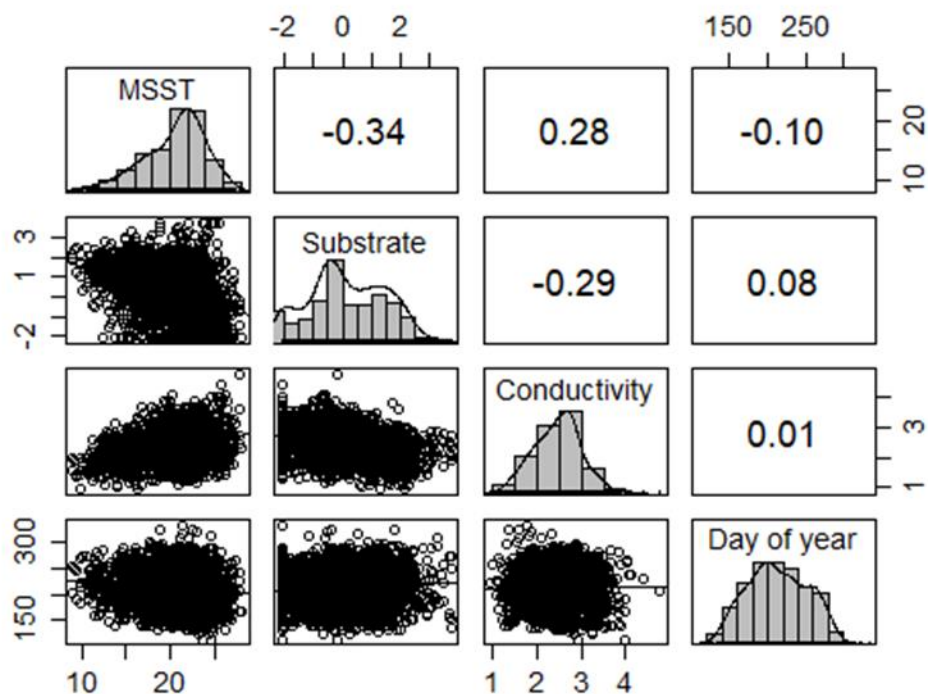 -2 0 2 150 250
MSST
-0.34 0.28 -0.10
10 20
-2 1 3
Substrate
-0.29 0.08
Conductivity
0.01
1 3
150 300
Day of year
10 20 1 2 3 4